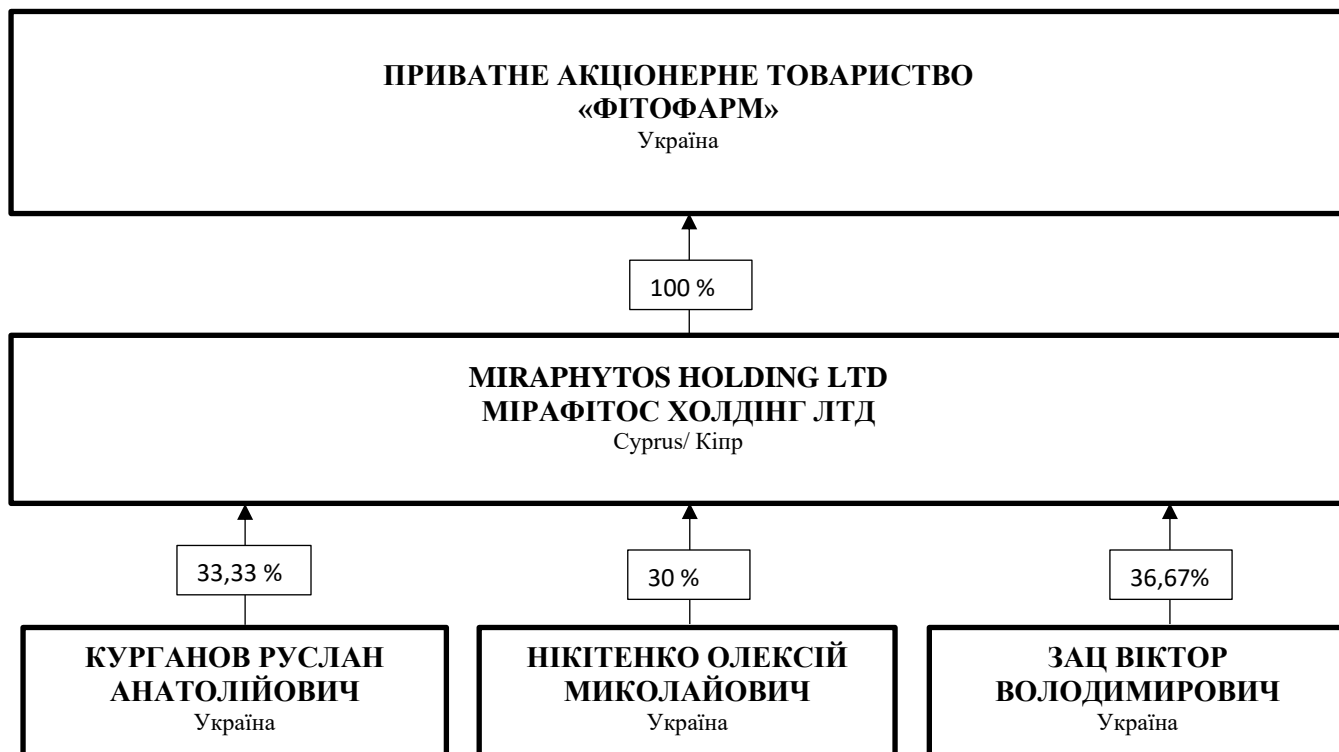 ПРИВАТНЕ АКЦІОНЕРНЕ ТОВАРИСТВО
«ФІТОФАРМ»
Україна
100 %
MIRAPHYTOS HOLDING LTD
МІРАФІТОС ХОЛДІНГ ЛТД
Cyprus/ Кіпр
33,33 %
30 %
36,67%
КУРГАНОВ РУСЛАН
АНАТОЛІЙОВИЧ
Україна
НІКІТЕНКО ОЛЕКСІЙ
МИКОЛАЙОВИЧ
Україна
ЗАЦ ВІКТОР
ВОЛОДИМИРОВИЧ
Україна